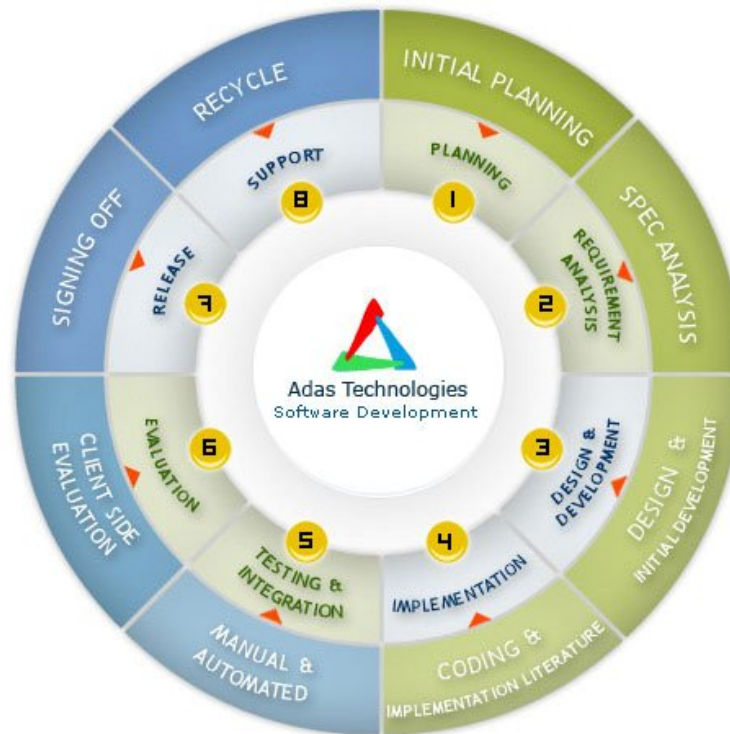 INITIAL PLANNING
PLANNING
1
SPEC ANALYSIS
REQUIREMENT
ANALYSIS
2
DESIGN &
INITIAL DEVELOPMENT
DESIGN &
DEVELOPMENT
3
CODING &
IMPLEMENTATION LITERATURE
IMPLEMENTATION
4
MANUAL &
AUTOMATED
TESTING &
INTEGRATION
5
CLIENT SIDE
EVALUATION
EVALUATION
6
SIGNING OFF
RELEASE
7
RECYCLE
SUPPORT
8
Adas Technologies
Software Development